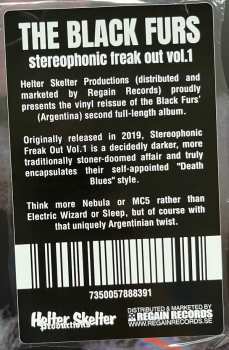 THE BLACK FURS
stereophonic freak out vol.1
Helter Skelter Productions (distributed and
marketed by Regain Records) proudly
presents the vinyl reissue of the Black Furs'
(Argentina) second full-length album.
Originally released in 2019, Stereophonic
Freak Out Vol.1 is a decidedly darker, more
traditionally stoner-doomed affair and truly
encapsulates their self-appointed "Death
Blues" style.
Think more Nebula or MC5 rather than
Electric Wizard or Sleep, but of course with
that uniquely Argentinian twist.
7350057888391
Helter Skelter
Productions
DISTRIBUTED & MARKETED BY
REGAIN RECORDS
WWW.REGAINRECORDS.SE